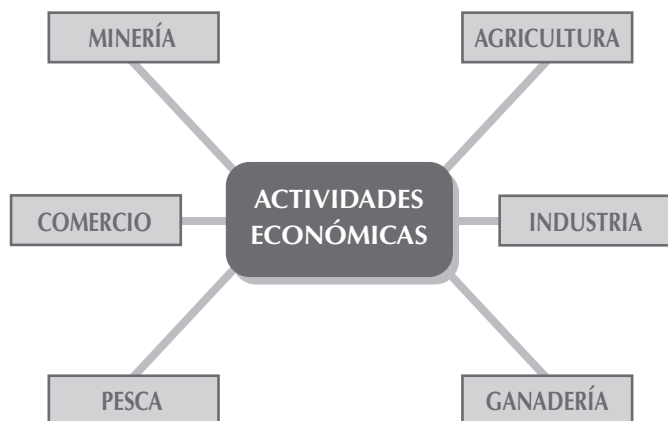 MINERÍA
AGRICULTURA
ACTIVIDADES
ECONÓMICAS
COMERCIO
INDUSTRIA
PESCA
GANADERÍA